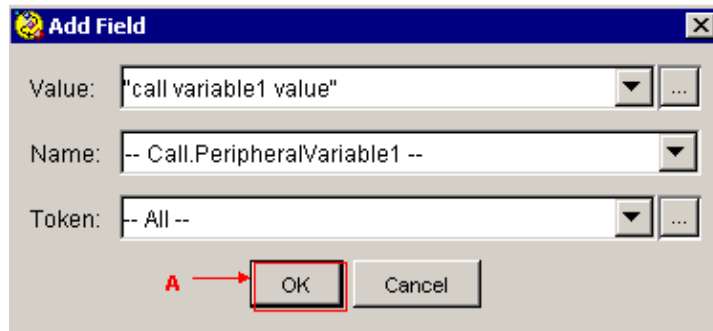 Add Field
Value: "call variable1 value" ...
Name: -- Call.PeripheralVariable1 --
Token: -- All -- ...
A OK Cancel